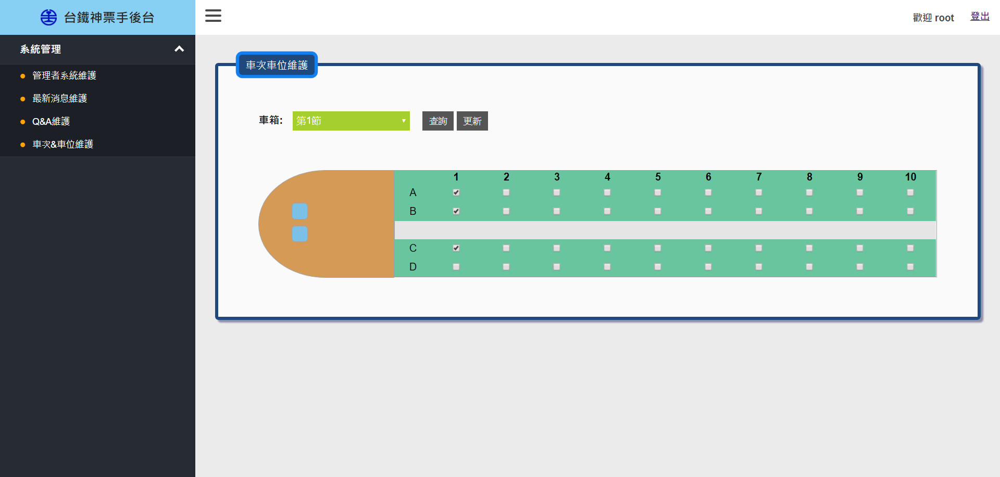 台鐵神票手後台
歡迎 root 登出
系統管理
管理者系統維護
最新消息維護
Q&A維護
車次&車位維護
車次車位維護
車箱: 第1節 查詢 更新
1 2 3 4 5 6 7 8 9 10
A
B
C
D